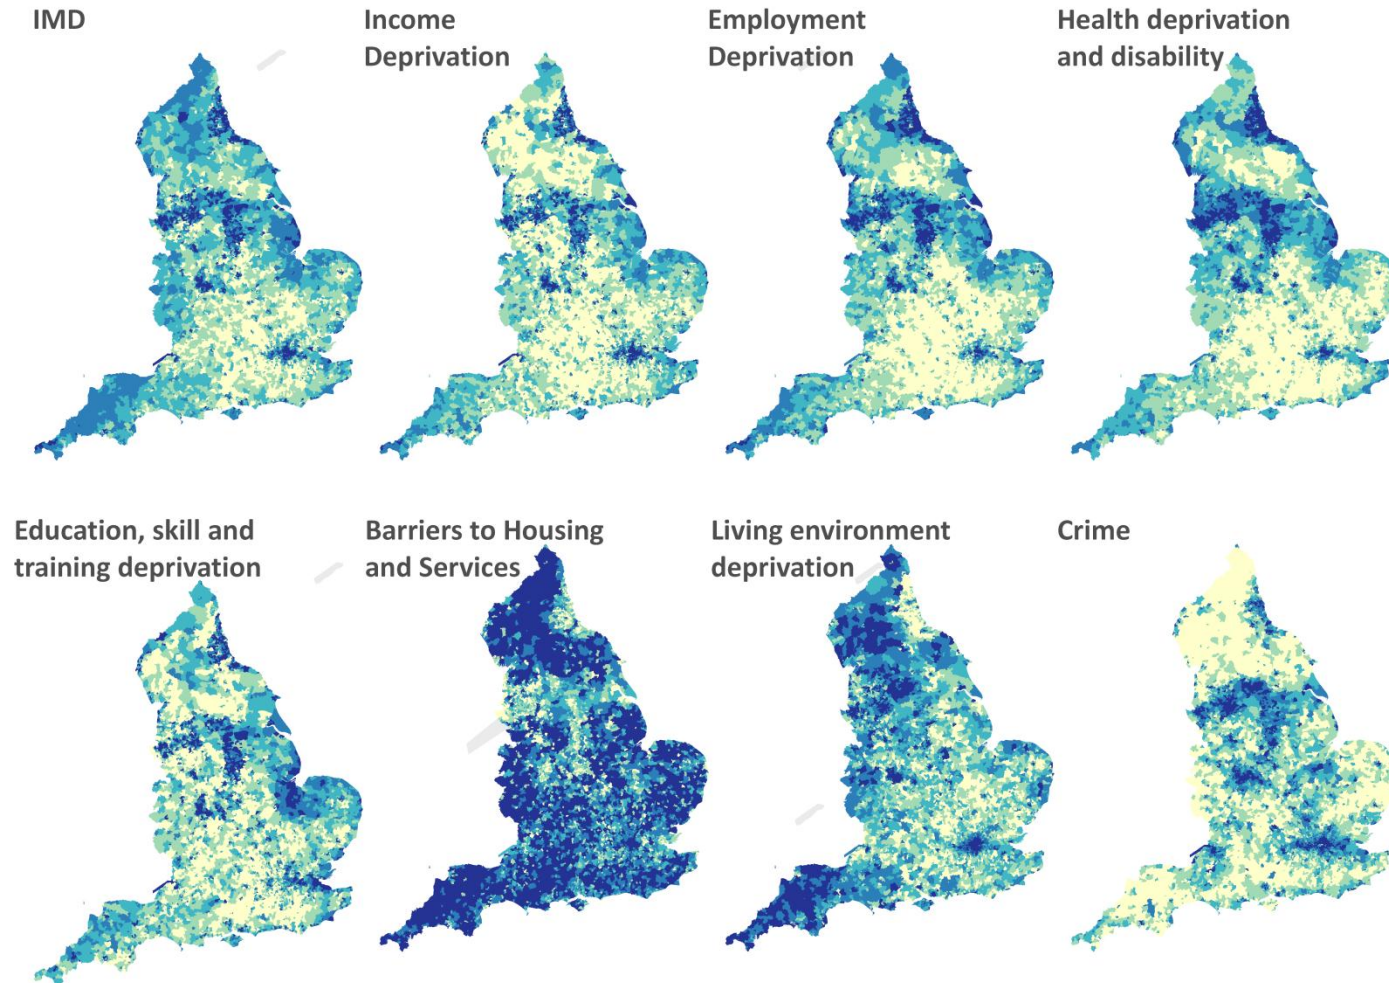 IMD
Income
Deprivation
Employment
Deprivation
Health deprivation
and disability
Education, skill and
training deprivation
Barriers to Housing
and Services
Living environment
deprivation
Crime